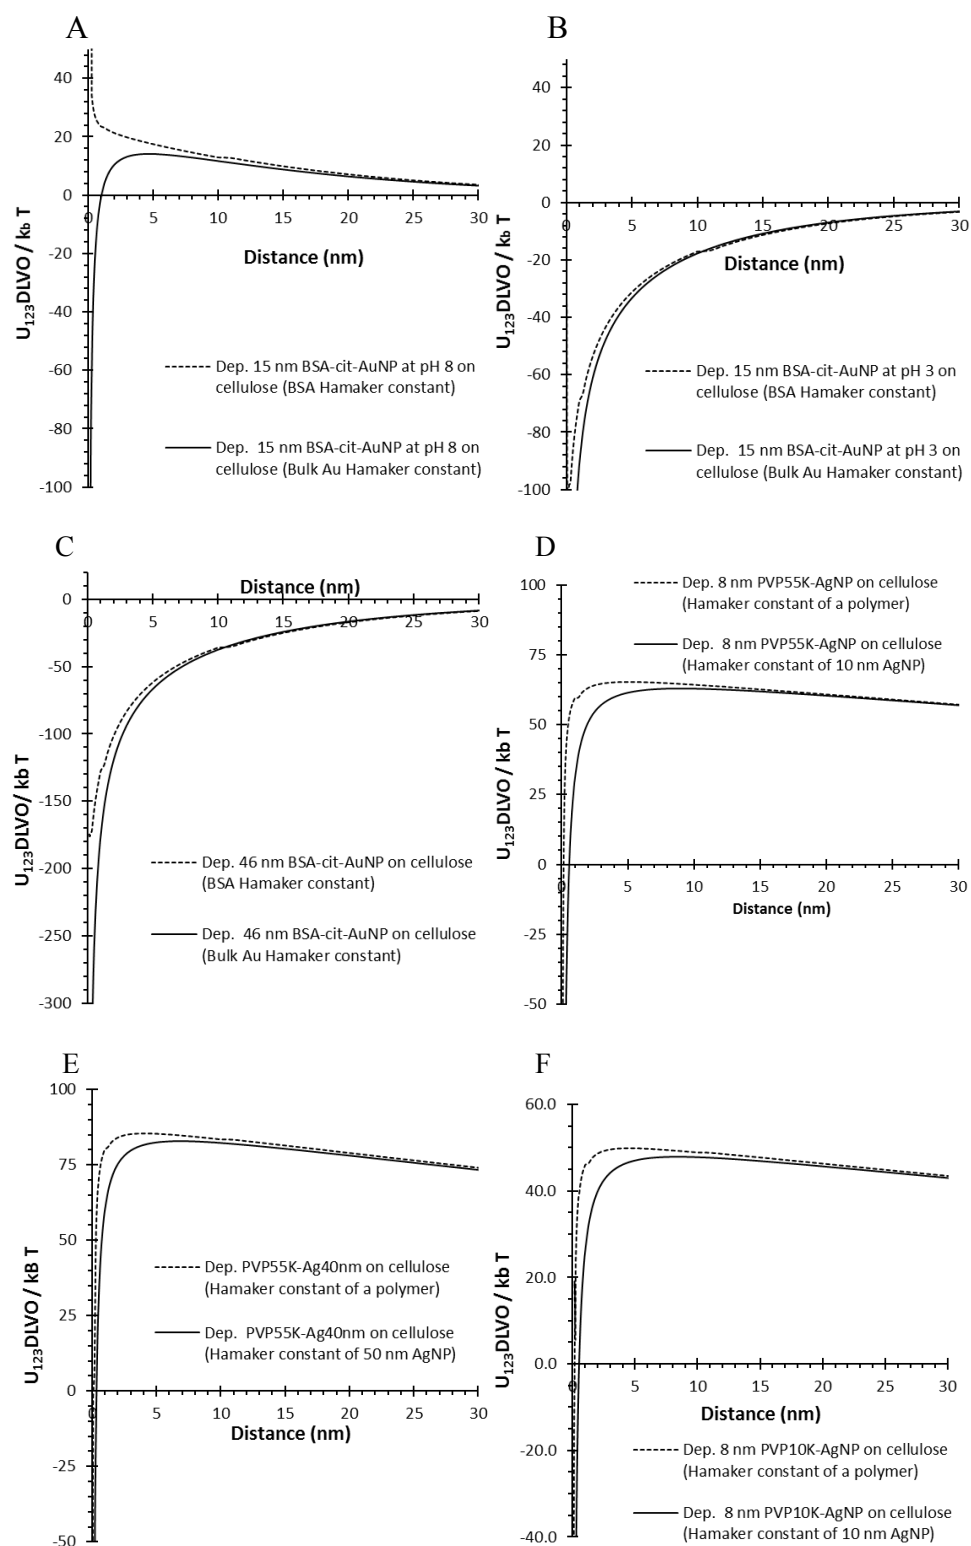 A
40
20
0
-20
-40
-60
-80
-100
0 5 10 15 20 25 30
Distance (nm)
U123DLVO / kb T
Dep. 15 nm BSA-cit-AuNP at pH 8 on
cellulose (BSA Hamaker constant)
Dep. 15 nm BSA-cit-AuNP at pH 8 on
cellulose (Bulk Au Hamaker constant)
B
40
20
0
-20
-40
-60
-80
-100
0 5 10 15 20 25 30
Distance (nm)
U123DLVO / kb T
Dep. 15 nm BSA-cit-AuNP at pH 3 on
cellulose (BSA Hamaker constant)
Dep. 15 nm BSA-cit-AuNP at pH 3 on
cellulose (Bulk Au Hamaker constant)
C
Distance (nm)
0
-50
-100
-150
-200
-250
-300
0 5 10 15 20 25 30
U123DLVO/ kb T
Dep. 46 nm BSA-cit-AuNP on cellulose
(BSA Hamaker constant)
Dep. 46 nm BSA-cit-AuNP on cellulose
(Bulk Au Hamaker constant)
D
Dep. 8 nm PVP55K-AgNP on cellulose
(Hamaker constant of a polymer)
Dep. 8 nm PVP55K-AgNP on cellulose
(Hamaker constant of 10 nm AgNP)
100
75
50
25
0
-25
-50
0 5 10 15 20 25 30
Distance (nm)
U123DLVO / kb T
E
100
75
50
25
0
-25
-50
0 5 10 15 20 25 30
Distance (nm)
U123DLVO / kB T
Dep. PVP55K-Ag40nm on cellulose
(Hamaker constant of a polymer)
Dep. PVP55K-Ag40nm on cellulose
(Hamaker constant of 50 nm AgNP)
F
60.0
40.0
20.0
0.0
-20.0
-40.0
0 5 10 15 20 25 30
Distance (nm)
U123DLVO / kb T
Dep. 8 nm PVP10K-AgNP on cellulose
(Hamaker constant of a polymer)
Dep. 8 nm PVP10K-AgNP on cellulose
(Hamaker constant of 10 nm AgNP)